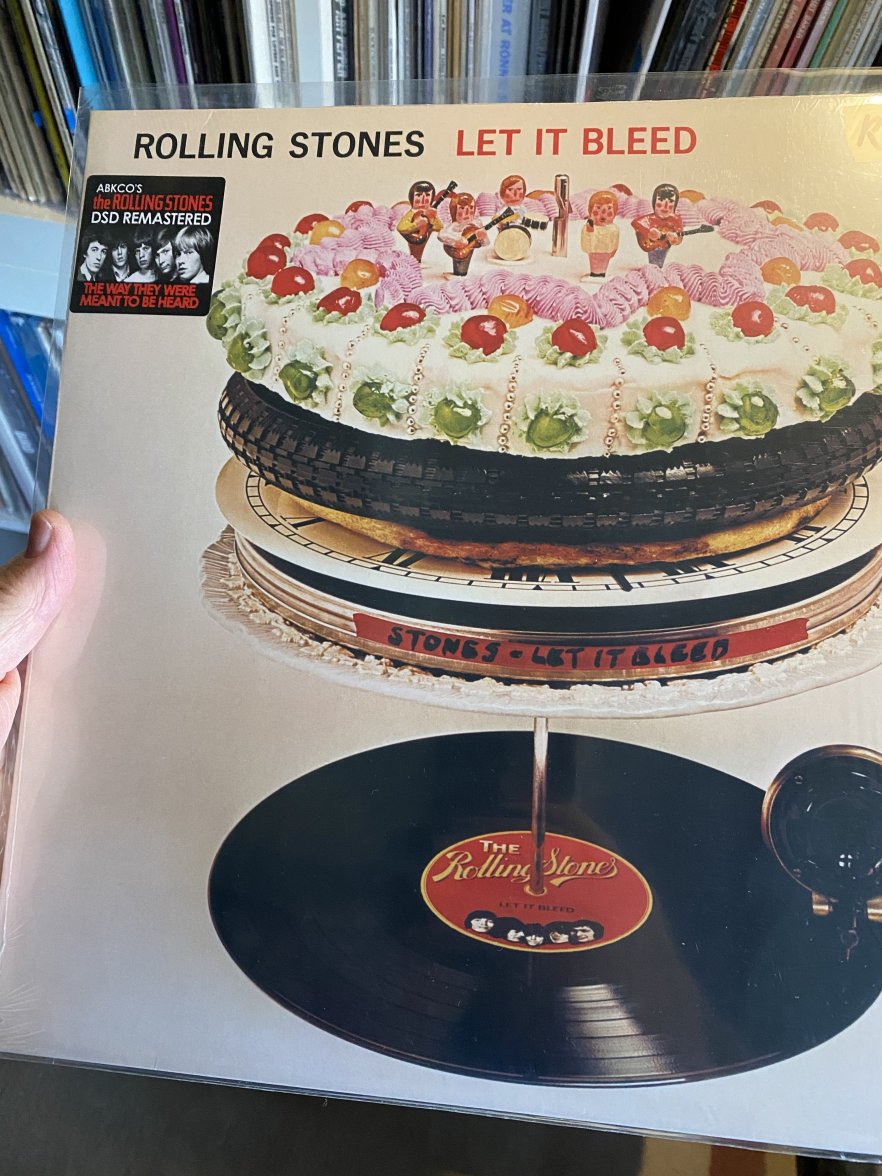 ROLLING STONES LET IT BLEED
ABKCO'S
the ROLLING STONES
DSD REMASTERED
THE WAY THEY WERE
MEANT TO BE HEARD
STONES - LET IT BLEED
THE
Rolling Stones
LET IT BLEED